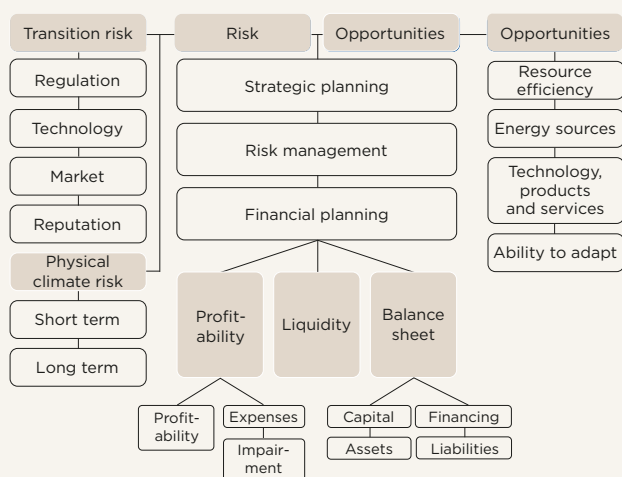 Transition risk
Risk
Opportunities
Opportunities
Regulation
Technology
Market
Reputation
Physical
climate risk
Short term
Long term
Strategic planning
Risk management
Financial planning
Resource
efficiency
Energy sources
Technology,
products
and services
Ability to adapt
Profit-
ability
Liquidity
Balance
sheet
Profit-
ability
Expenses
Impair-
ment
Capital
Assets
Financing
Liabilities